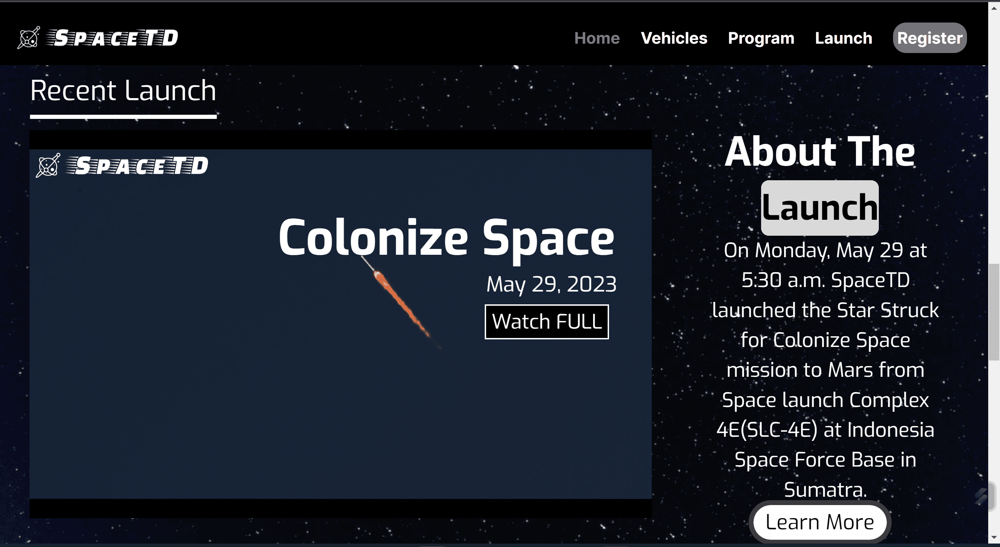 SPACETD
Home Vehicles Program Launch Register
Recent Launch
SPACETD
Colonize Space
May 29, 2023
Watch FULL
About The
Launch
On Monday, May 29 at
5:30 a.m. SpaceTD
launched the Star Struck
for Colonize Space
mission to Mars from
Space launch Complex
4E(SLC-4E) at Indonesia
Space Force Base in
Sumatra.
Learn More